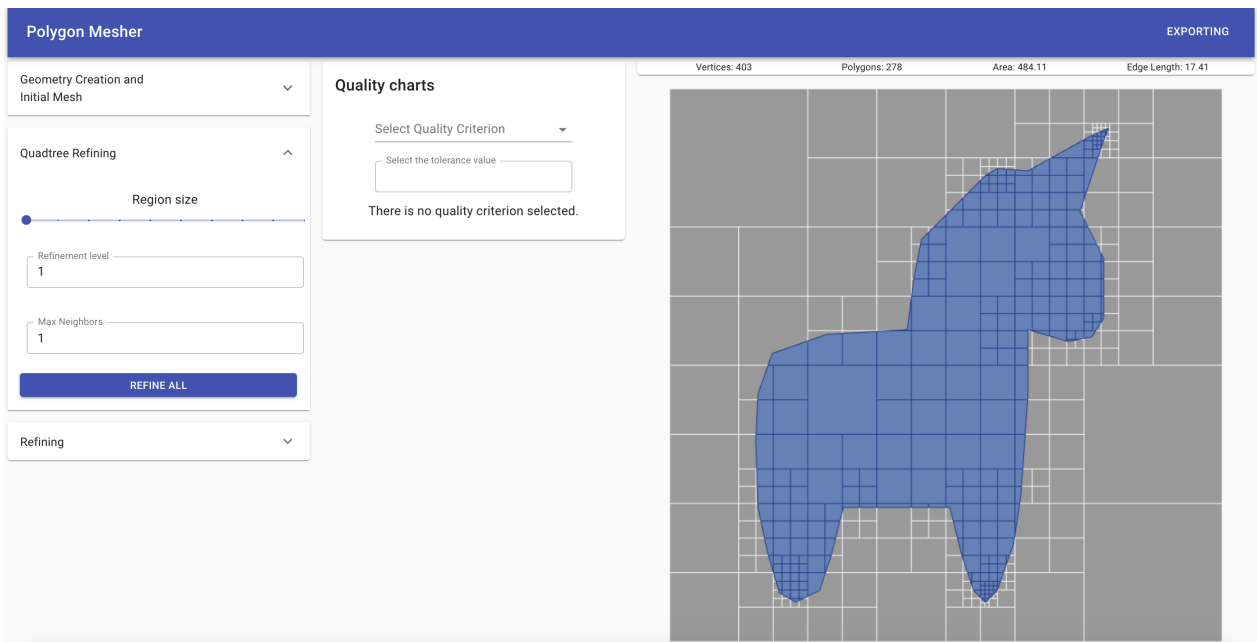 Polygon Mesher
EXPORTING
Geometry Creation and
Initial Mesh
Quadtree Refining
Region size
Refinement level
1
Max Neighbors
1
REFINE ALL
Refining
Quality charts
Select Quality Criterion
Select the tolerance value
There is no quality criterion selected.
Vertices: 403
Polygons: 278
Area: 484.11
Edge Length: 17.41